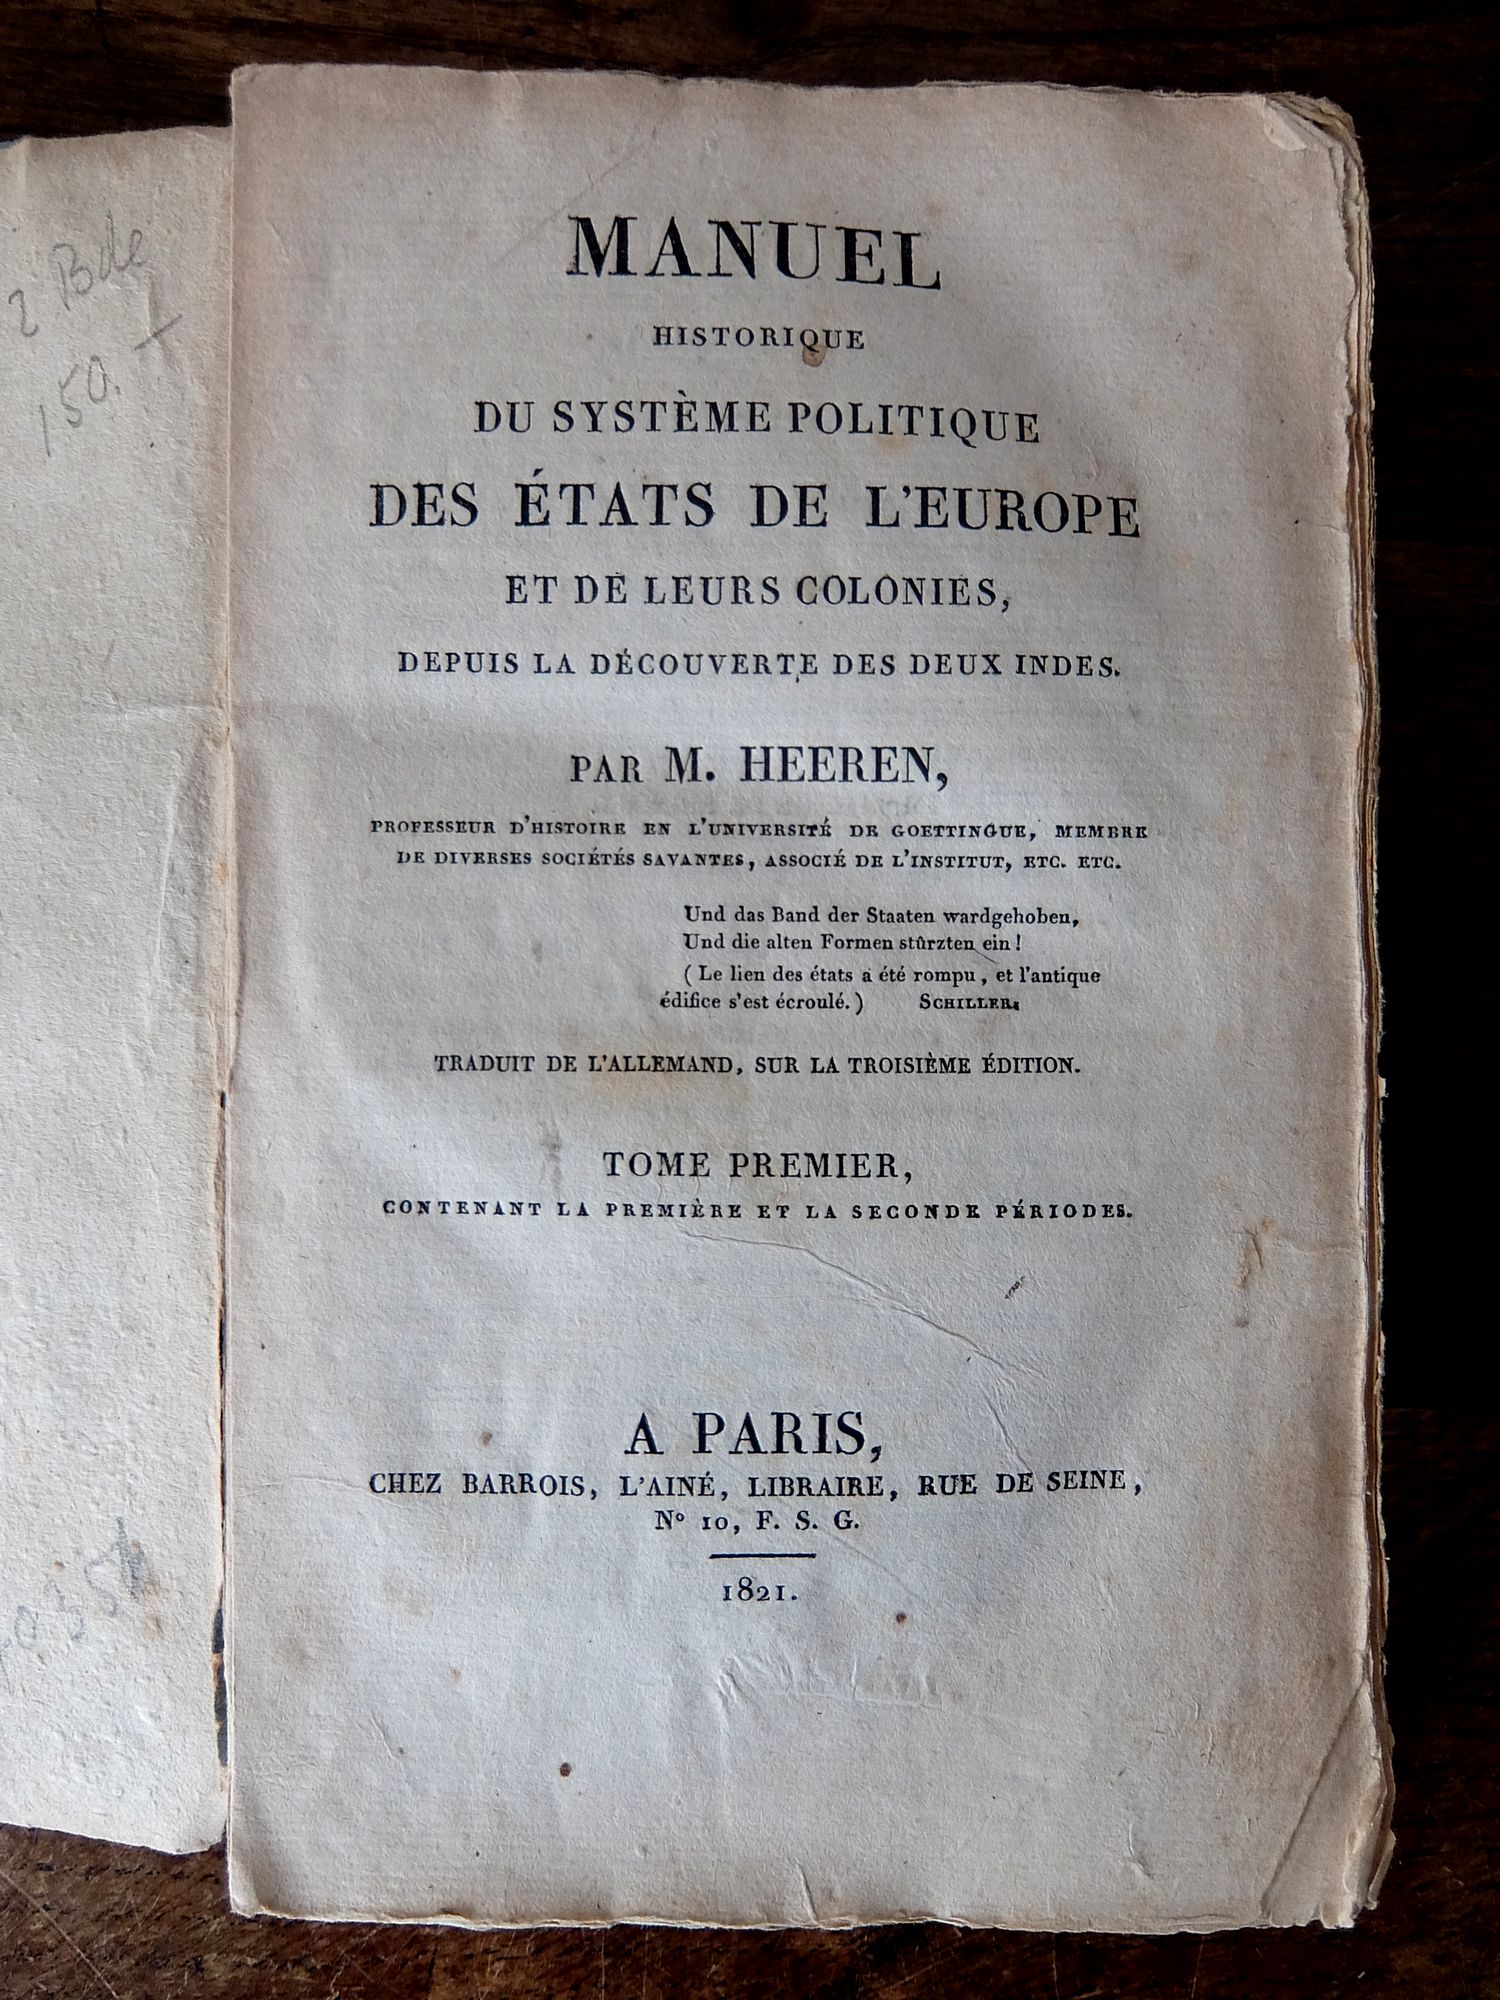 2 Bde
150.
MANUEL
HISTORIQUE
DU SYSTÈME POLITIQUE
DES ÉTATS DE L'EUROPE
ET DE LEURS COLONIES,
DEPUIS LA DÉCOUVERTE DES DEUX INDES.
PAR M. HEEREN,
PROFESSEUR D'HISTOIRE EN L'UNIVERSITÉ DE GOETTINGUE, MEMBRE
DE DIVERSES SOCIÉTÉS SAVANTES, ASSOCIÉ DE L'INSTITUT, ETC. ETC.
Und das Band der Staaten wardgehoben,
Und die alten Formen stûrzten ein !
( Le lien des états a été rompu , et l'antique
édifice s'est écroulé. ) SCHILLER.
TRADUIT DE L'ALLEMAND, SUR LA TROISIÈME ÉDITION.
TOME PREMIER,
CONTENANT LA PREMIÈRE ET LA SECONDE PÉRIODES.
A PARIS,
CHEZ BARROIS, L'AINÉ, LIBRAIRE, RUE DE SEINE,
Nº 10, F. S. G.
1821.